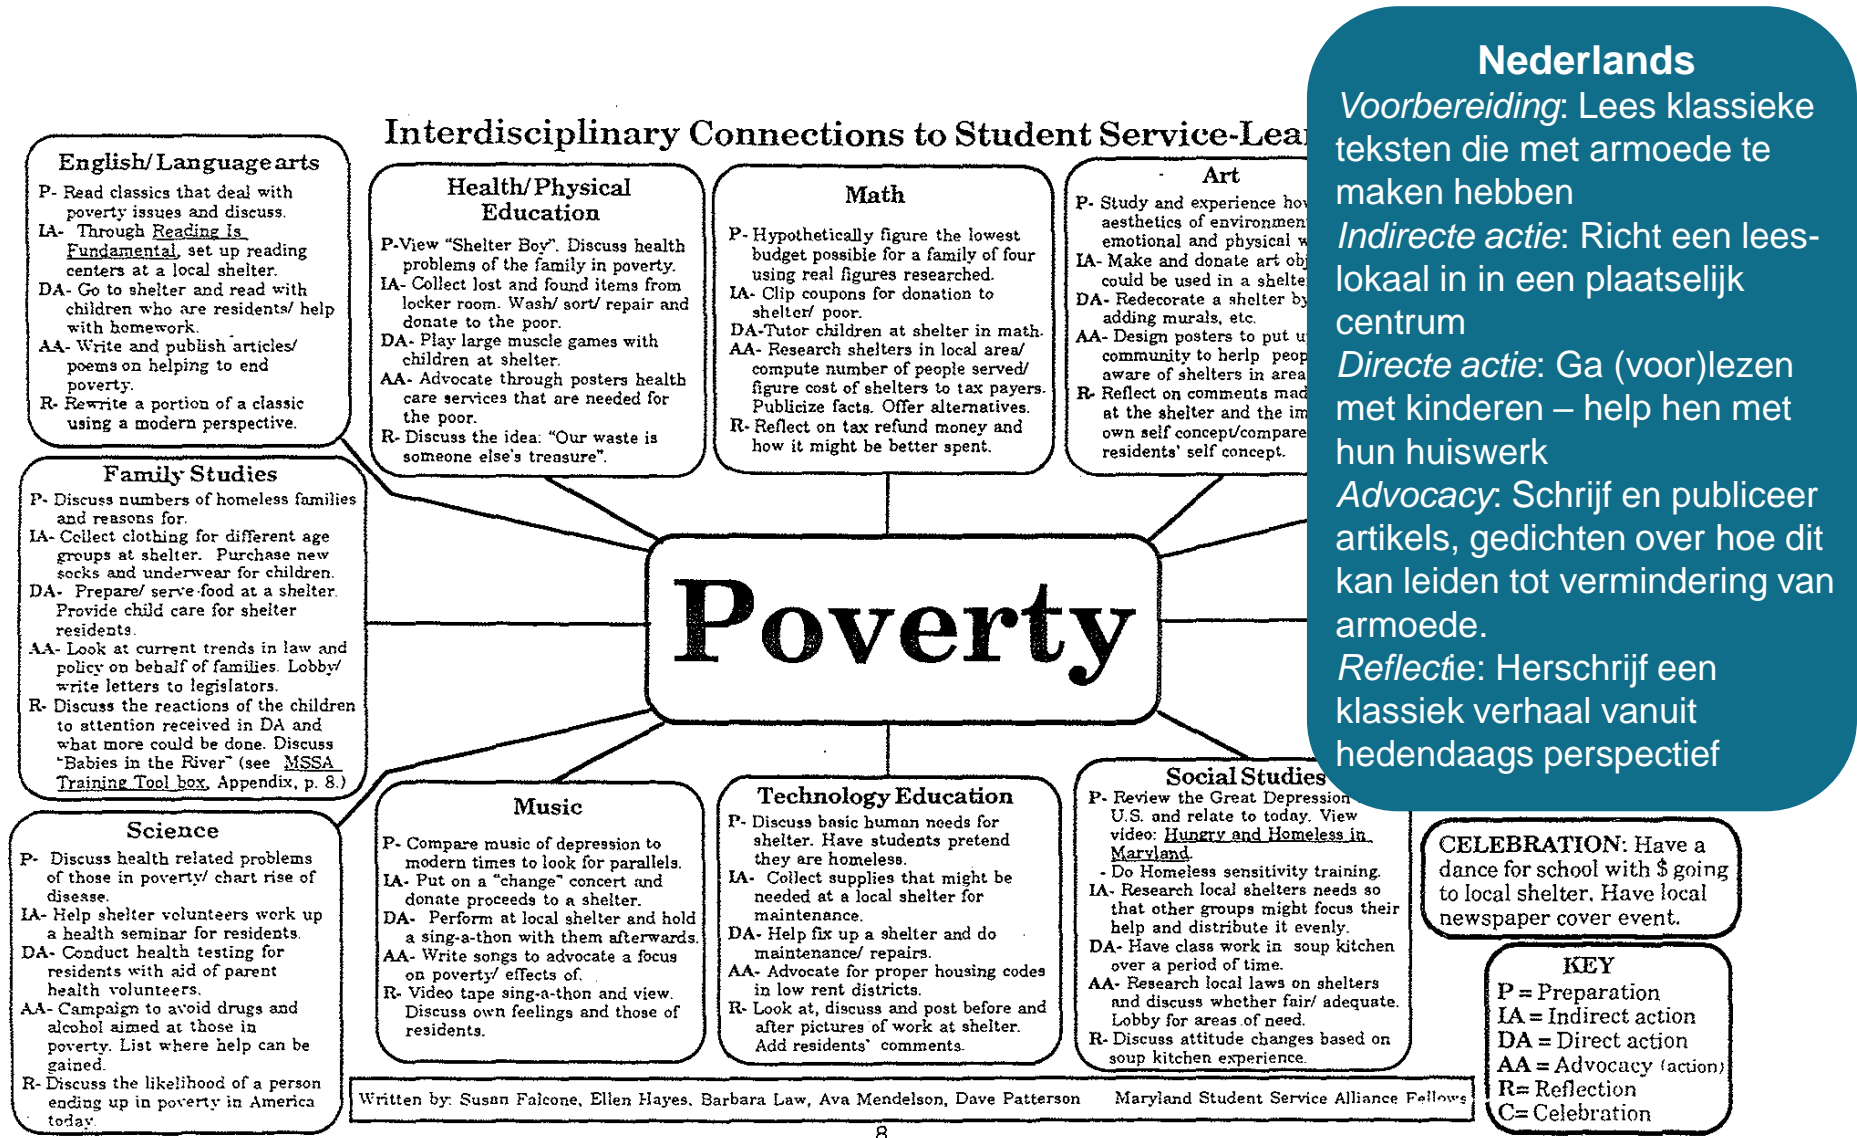 Interdisciplinary Connections to Student Service-Lear
English/Language arts
P- Read classics that deal with
poverty issues and discuss.
IA- Through Reading Is
Fundamental, set up reading
centers at a local shelter.
DA- Go to shelter and read with
children who are residents/ help
with homework.
AA- Write and publish articles/
poems on helping to end
poverty.
R- Rewrite a portion of a classic
using a modern perspective.
Health/Physical
Education
P-View "Shelter Boy". Discuss health
problems of the family in poverty.
IA- Collect lost and found items from
locker room. Wash/ sort/ repair and
donate to the poor.
DA- Play large muscle games with
children at shelter.
AA- Advocate through posters health
care services that are needed for
the poor.
R- Discuss the idea: "Our waste is
someone else's treasure".
Math
P- Hypothetically figure the lowest
budget possible for a family of four
using real figures researched.
IA- Clip coupons for donation to
shelter/ poor.
DA-Tutor children at shelter in math.
AA- Research shelters in local area/
compute number of people served/
figure cost of shelters to tax payers.
Publicize facts. Offer alternatives.
R- Reflect on tax refund money and
how it might be better spent.
Art
P- Study and experience how
aesthetics of environmen
emotional and physical w
IA- Make and donate art obj
could be used in a shelte
DA- Redecorate a shelter by
adding murals, etc.
AA- Design posters to put u
community to herlp peop
aware of shelters in area
R- Reflect on comments mad
at the shelter and the im
own self concept/compare
residents' self concept.
Nederlands
Voorbereiding: Lees klassieke
teksten die met armoede te
maken hebben
Indirecte actie: Richt een lees-
lokaal in in een plaatselijk
centrum
Directe actie: Ga (voor)lezen
met kinderen – help hen met
hun huiswerk
Advocacy: Schrijf en publiceer
artikels, gedichten over hoe dit
kan leiden tot vermindering van
armoede.
Reflectie: Herschrijf een
klassiek verhaal vanuit
hedendaags perspectief
Family Studies
P- Discuss numbers of homeless families
and reasons for.
IA- Collect clothing for different age
groups at shelter. Purchase new
socks and underwear for children.
DA- Prepare/ serve food at a shelter.
Provide child care for shelter
residents.
AA- Look at current trends in law and
policy on behalf of families. Lobby/
write letters to legislators.
R- Discuss the reactions of the children
to attention received in DA and
what more could be done. Discuss
"Babies in the River" (see MSSA
Training Tool box, Appendix, p. 8.)
Poverty
Science
P- Discuss health related problems
of those in poverty/ chart rise of
disease.
IA- Help shelter volunteers work up
a health seminar for residents.
DA- Conduct health testing for
residents with aid of parent
health volunteers.
AA- Campaign to avoid drugs and
alcohol aimed at those in
poverty. List where help can be
gained.
R- Discuss the likelihood of a person
ending up in poverty in America
today.
Music
P- Compare music of depression to
modern times to look for parallels.
IA- Put on a "change" concert and
donate proceeds to a shelter.
DA- Perform at local shelter and hold
a sing-a-thon with them afterwards.
AA- Write songs to advocate a focus
on poverty/ effects of.
R- Video tape sing-a-thon and view.
Discuss own feelings and those of
residents.
Technology Education
P- Discuss basic human needs for
shelter. Have students pretend
they are homeless.
IA- Collect supplies that might be
needed at a local shelter for
maintenance.
DA- Help fix up a shelter and do
maintenance/ repairs.
AA- Advocate for proper housing codes
in low rent districts.
R- Look at, discuss and post before and
after pictures of work at shelter.
Add residents' comments.
Social Studies
P- Review the Great Depression
U.S. and relate to today. View
video: Hungry and Homeless in
Maryland.
- Do Homeless sensitivity training.
IA- Research local shelters needs so
that other groups might focus their
help and distribute it evenly.
DA- Have class work in soup kitchen
over a period of time.
AA- Research local laws on shelters
and discuss whether fair/ adequate.
Lobby for areas of need.
R- Discuss attitude changes based on
soup kitchen experience.
CELEBRATION: Have a
dance for school with $ going
to local shelter. Have local
newspaper cover event.
KEY
P = Preparation
IA = Indirect action
DA = Direct action
AA = Advocacy (action)
R= Reflection
C= Celebration
Written by: Susan Falcone, Ellen Hayes, Barbara Law, Ava Mendelson, Dave Patterson Maryland Student Service Alliance Fellows
8